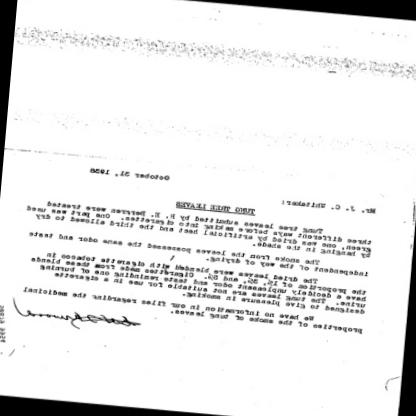 October 31, 1938
Mr. J. C. Whitaker:
TUNG TREE LEAVES
Tung tree leaves submitted by F. E. were treated
three different ways before making into cigarettes. One part was used
green, one was dried by artificial heat and the third allowed to dry
by hanging in the shade.
The smoke from the leaves possessed the same odor and taste
independent of the way of drying.
The dried leaves were blended with cigarette tobacco in
the proportion of 15, 35, and 50. Cigarettes made from these blends
have a decidedly unpleasant odor and taste reminding one of burning
urine. The tung leaves are not suitable for use in a cigarette
designed to give pleasure in smoking.
We have no information in our files regarding the medicinal
properties of the smoke of tung leaves.